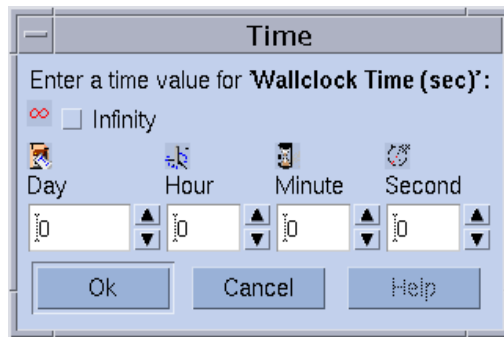 Time
Enter a time value for 'Wallclock Time (sec)':
∞ Infinity
Day Hour Minute Second
0 0 0 0
Ok Cancel Help